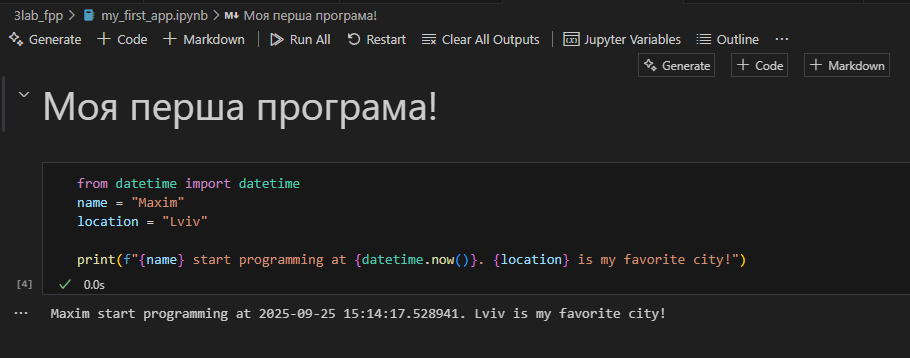 3lab_fpp > my_first_app.ipynb > M↓ Моя перша програма!
Generate + Code + Markdown | Run All Restart Clear All Outputs | Jupyter Variables Outline ...
Generate + Code + Markdown
Моя перша програма!
from datetime import datetime
name = "Maxim"
location = "Lviv"
print(f"{name} start programming at {datetime.now()}. {location} is my favorite city!")
[4] ✓ 0.0s
... Maxim start programming at 2025-09-25 15:14:17.528941. Lviv is my favorite city!